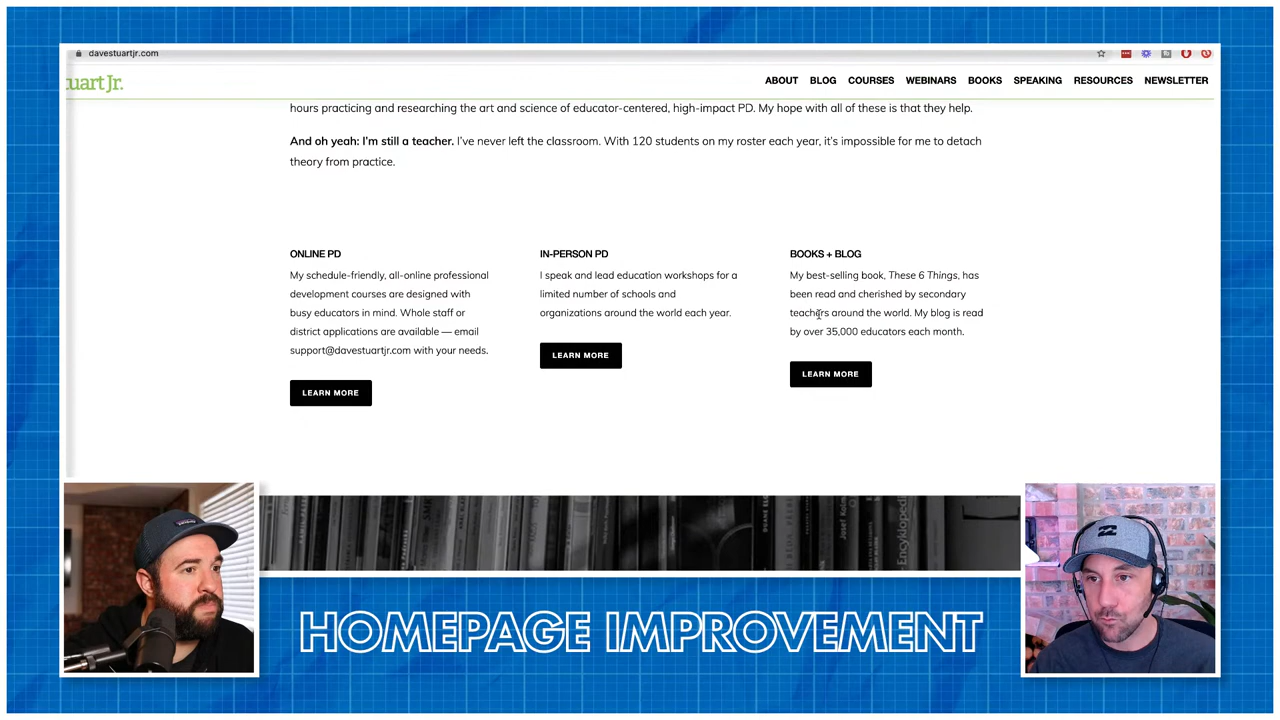 davestuartjr.com
tuart Jr.
ABOUT BLOG COURSES WEBINARS BOOKS SPEAKING RESOURCES NEWSLETTER
hours practicing and researching the art and science of educator-centered, high-impact PD. My hope with all of these is that they help.
And oh yeah: I'm still a teacher. I've never left the classroom. With 120 students on my roster each year, it's impossible for me to detach
theory from practice.
ONLINE PD
My schedule-friendly, all-online professional
development courses are designed with
busy educators in mind. Whole staff or
district applications are available — email
support@davestuartjr.com with your needs.
LEARN MORE
IN-PERSON PD
I speak and lead education workshops for a
limited number of schools and
organizations around the world each year.
LEARN MORE
BOOKS + BLOG
My best-selling book, These 6 Things, has
been read and cherished by secondary
teachers around the world. My blog is read
by over 35,000 educators each month.
LEARN MORE
Encyclopedi
HOMEPAGE IMPROVEMENT